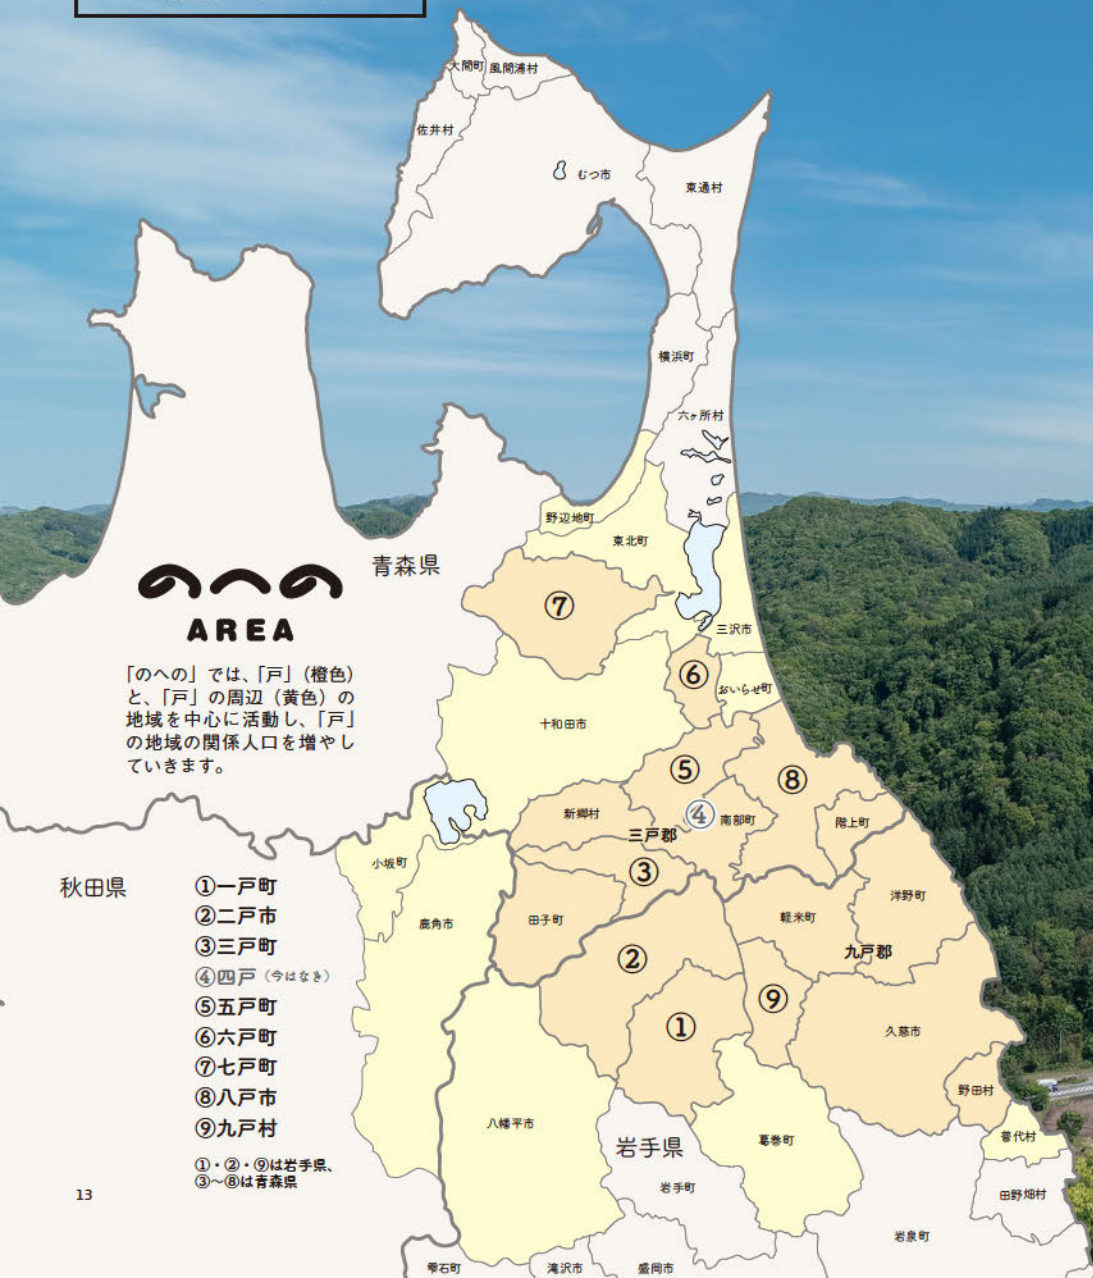 大間町
風間浦村
佐井村
むつ市
東通村
横浜町
六ヶ所村
野辺地町
東北町
青森県
⑦
三沢市
⑥
おいらせ町
のへの
AREA
「のへの」では、「戸」（橙色）
と、「戸」の周辺（黄色）の
地域を中心に活動し、「戸」
の地域の関係人口を増やし
ていきます。
十和田市
⑤
⑧
新郷村
④
南部町
階上町
三戸郡
小坂町
③
秋田県
①一戸町
②二戸市
③三戸町
④四戸（今はなき）
⑤五戸町
⑥六戸町
⑦七戸町
⑧八戸市
⑨九戸村
①・②・⑨は岩手県、
③〜⑧は青森県
鹿角市
田子町
軽米町
洋野町
九戸郡
②
⑨
①
久慈市
野田村
八幡平市
岩手県
葛巻町
普代村
岩手町
田野畑村
岩泉町
雫石町
滝沢市
盛岡市
13